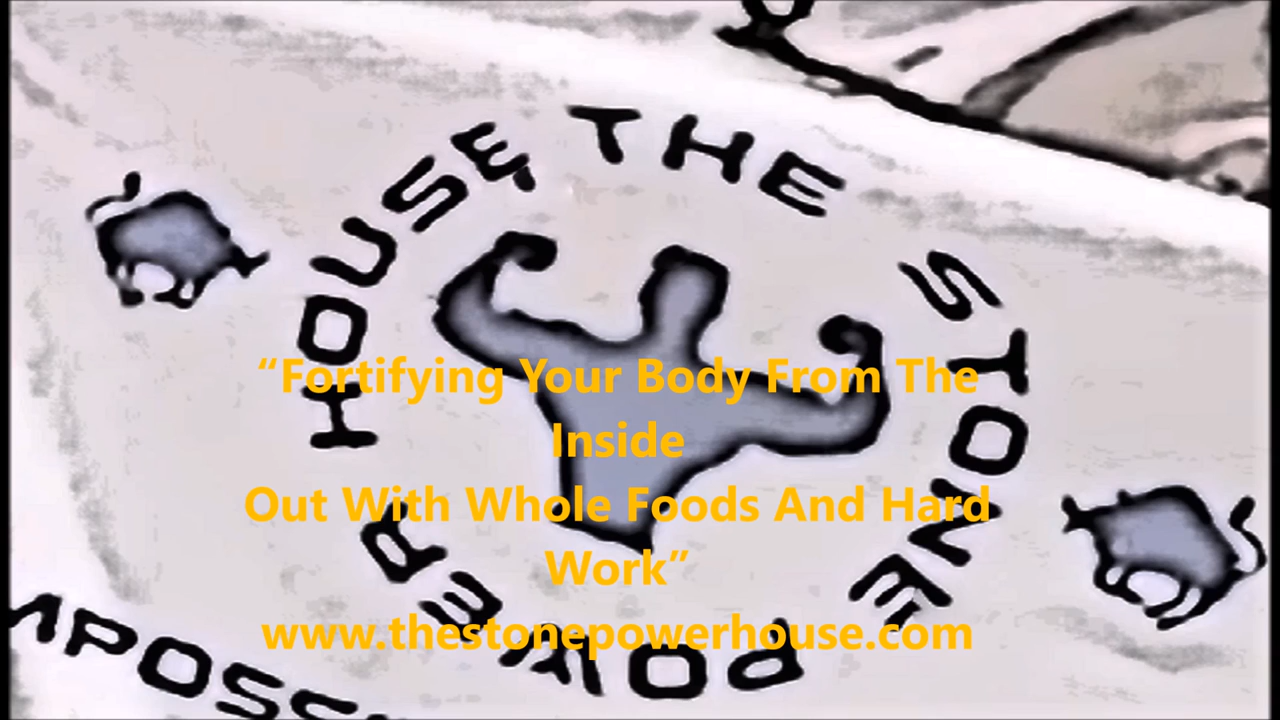 THE STONE POWER HOUSE
“Fortifying Your Body From The
Inside
Out With Whole Foods And Hard
Work”
www.thestonepowerhouse.com